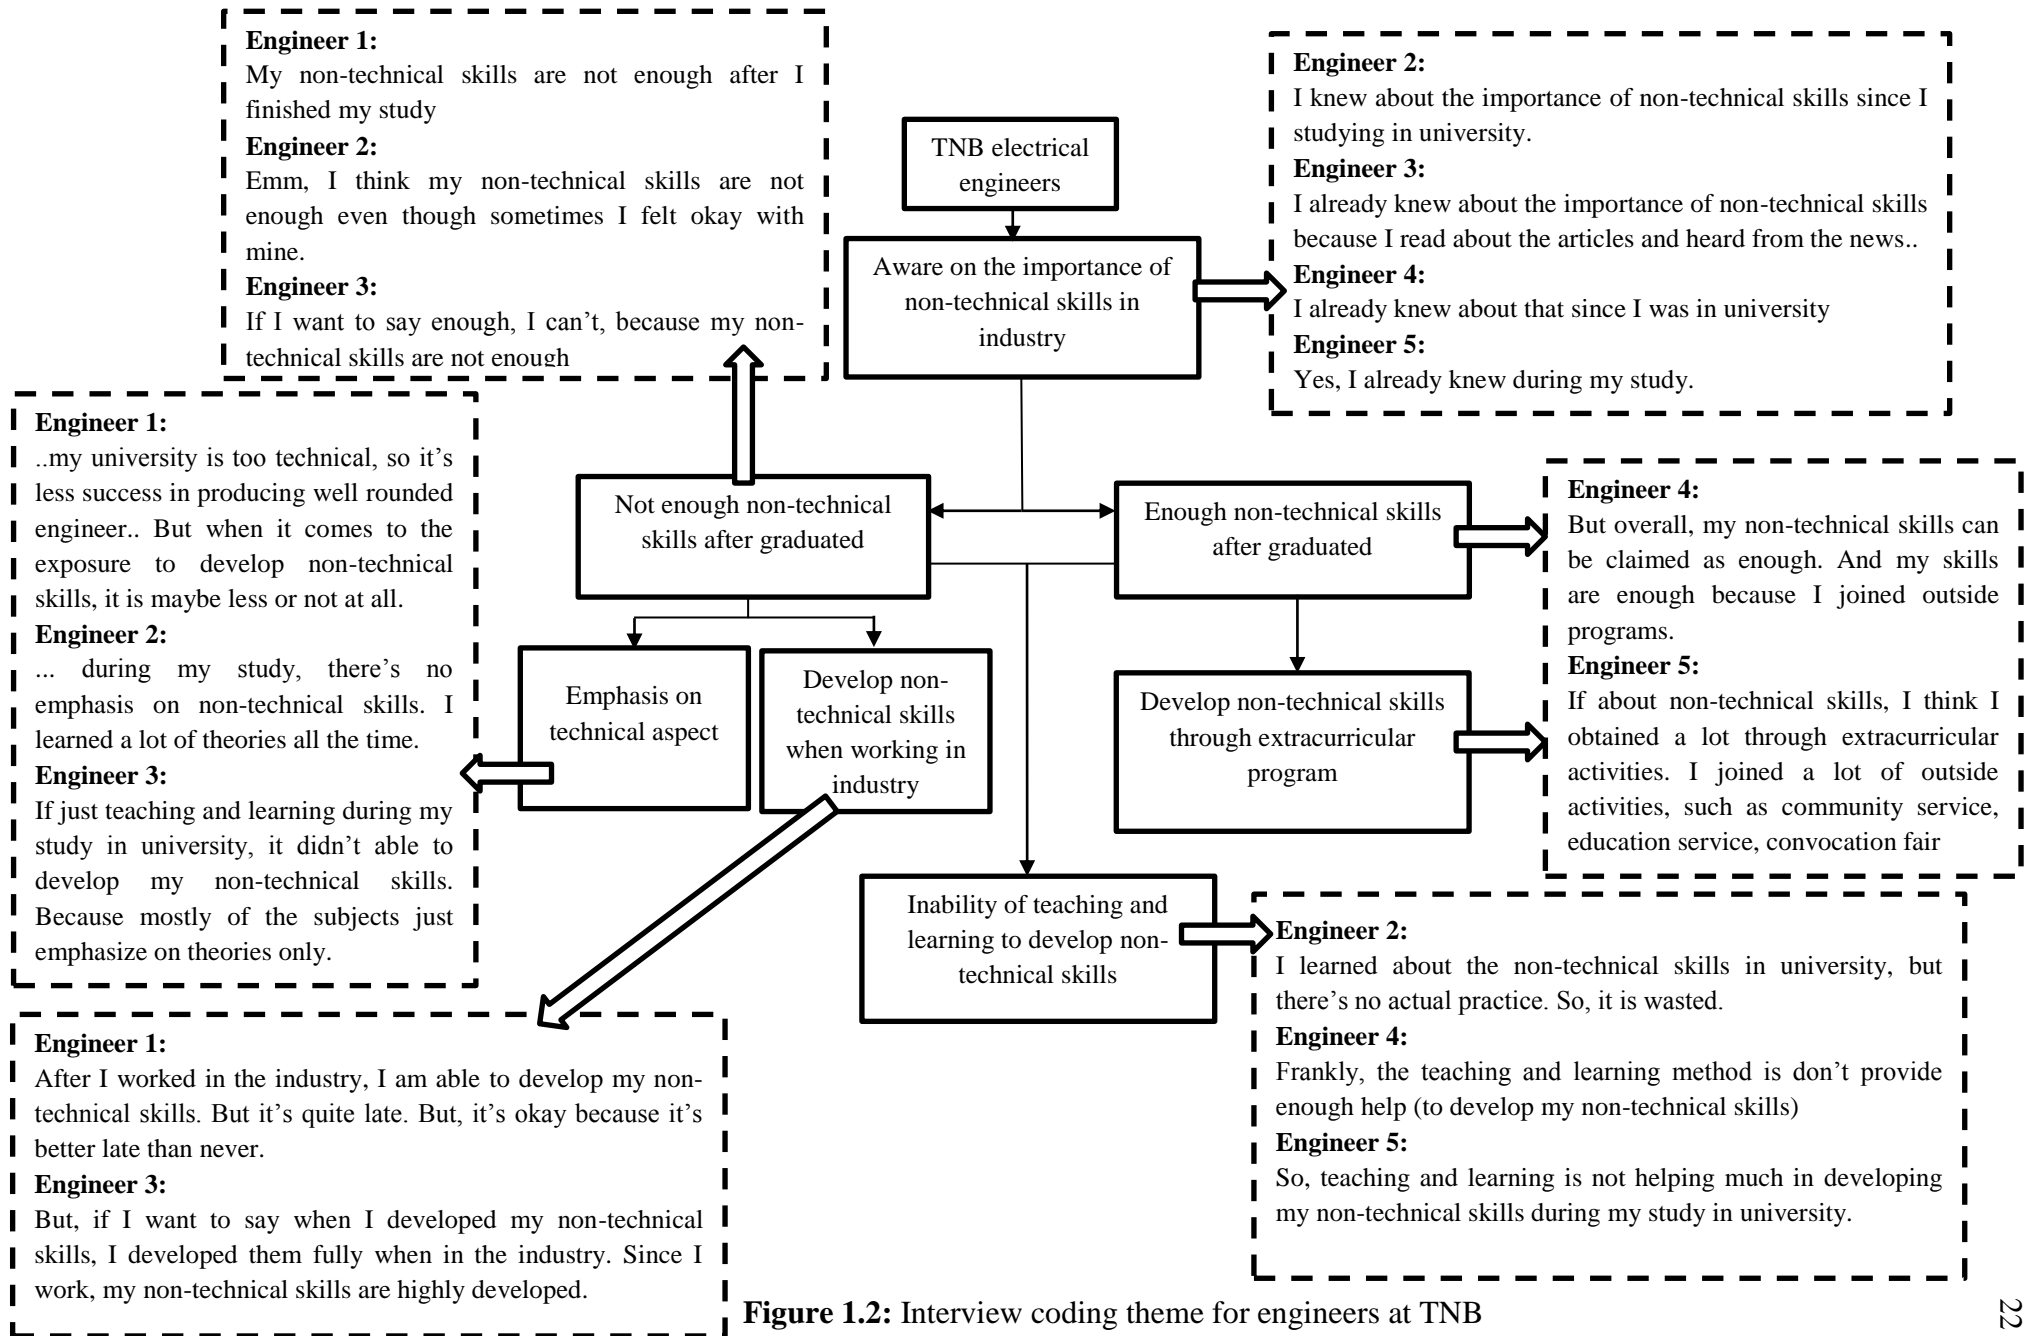 Engineer 1:
My non-technical skills are not enough after I
finished my study
Engineer 2:
Emm, I think my non-technical skills are not
enough even though sometimes I felt okay with
mine.
Engineer 3:
If I want to say enough, I can't, because my non-
technical skills are not enough
TNB electrical
engineers
Aware on the importance of
non-technical skills in
industry
Engineer 2:
I knew about the importance of non-technical skills since I
studying in university.
Engineer 3:
I already knew about the importance of non-technical skills
because I read about the articles and heard from the news..
Engineer 4:
I already knew about that since I was in university
Engineer 5:
Yes, I already knew during my study.
Engineer 1:
..my university is too technical, so it's
less success in producing well rounded
engineer.. But when it comes to the
exposure to develop non-technical
skills, it is maybe less or not at all.
Engineer 2:
... during my study, there's no
emphasis on non-technical skills. I
learned a lot of theories all the time.
Engineer 3:
If just teaching and learning during my
study in university, it didn't able to
develop my non-technical skills.
Because mostly of the subjects just
emphasize on theories only.
Not enough non-technical
skills after graduated
Enough non-technical skills
after graduated
Engineer 4:
But overall, my non-technical skills can
be claimed as enough. And my skills
are enough because I joined outside
programs.
Engineer 5:
If about non-technical skills, I think I
obtained a lot through extracurricular
activities. I joined a lot of outside
activities, such as community service,
education service, convocation fair
Emphasis on
technical aspect
Develop non-
technical skills
when working in
industry
Develop non-technical skills
through extracurricular
program
Inability of teaching and
learning to develop non-
technical skills
Engineer 2:
I learned about the non-technical skills in university, but
there's no actual practice. So, it is wasted.
Engineer 4:
Frankly, the teaching and learning method is don't provide
enough help (to develop my non-technical skills)
Engineer 5:
So, teaching and learning is not helping much in developing
my non-technical skills during my study in university.
Engineer 1:
After I worked in the industry, I am able to develop my non-
technical skills. But it's quite late. But, it's okay because it's
better late than never.
Engineer 3:
But, if I want to say when I developed my non-technical
skills, I developed them fully when in the industry. Since I
work, my non-technical skills are highly developed.
Figure 1.2: Interview coding theme for engineers at TNB
22